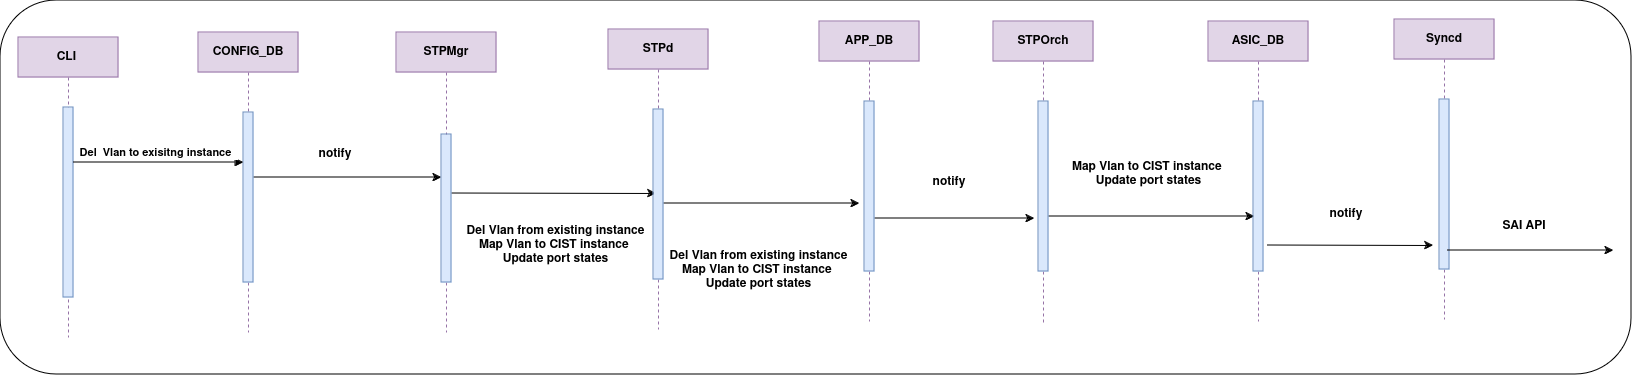 CLI
CONFIG_DB
STPMgr
STPd
APP_DB
STPOrch
ASIC_DB
Syncd
Del  Vlan to exisitng instance
notify
Del Vlan from existing instance
Map Vlan to CIST instance
Update port states
Del Vlan from existing instance
Map Vlan to CIST instance
Update port states
notify
Map Vlan to CIST instance
Update port states
notify
SAI API